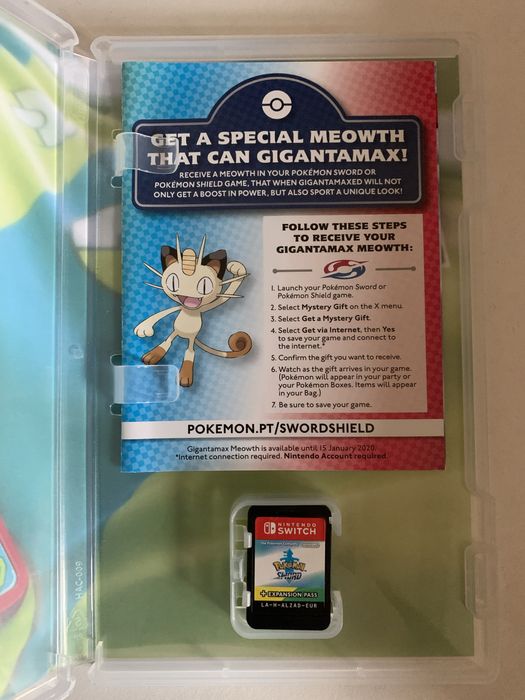 GET A SPECIAL MEOWTH
THAT CAN GIGANTAMAX!
RECEIVE A MEOWTH IN YOUR POKÉMON SWORD OR
POKÉMON SHIELD GAME, THAT WHEN GIGANTAMAXED WILL NOT
ONLY GET A BOOST IN POWER, BUT ALSO SPORT A UNIQUE LOOK!
FOLLOW THESE STEPS
TO RECEIVE YOUR
GIGANTAMAX MEOWTH:
1. Launch your Pokémon Sword or
Pokémon Shield game.
2. Select Mystery Gift on the X menu.
3. Select Get a Mystery Gift.
4. Select Get via Internet, then Yes
to save your game and connect to
the internet.*
5. Confirm the gift you want to receive.
6. Watch as the gift arrives in your game.
(Pokémon will appear in your party or
your Pokémon Boxes. Items will appear
in your Bag.)
7. Be sure to save your game.
POKEMON.PT/SWORDSHIELD
Gigantamax Meowth is available until 15 January 2020.
*Internet connection required. Nintendo Account required.
HAC-009
NINTENDO
SWITCH
The Pokémon Company
POKÉMON
SWORD
+ EXPANSION PASS
LA-H-ALZAD-EUR